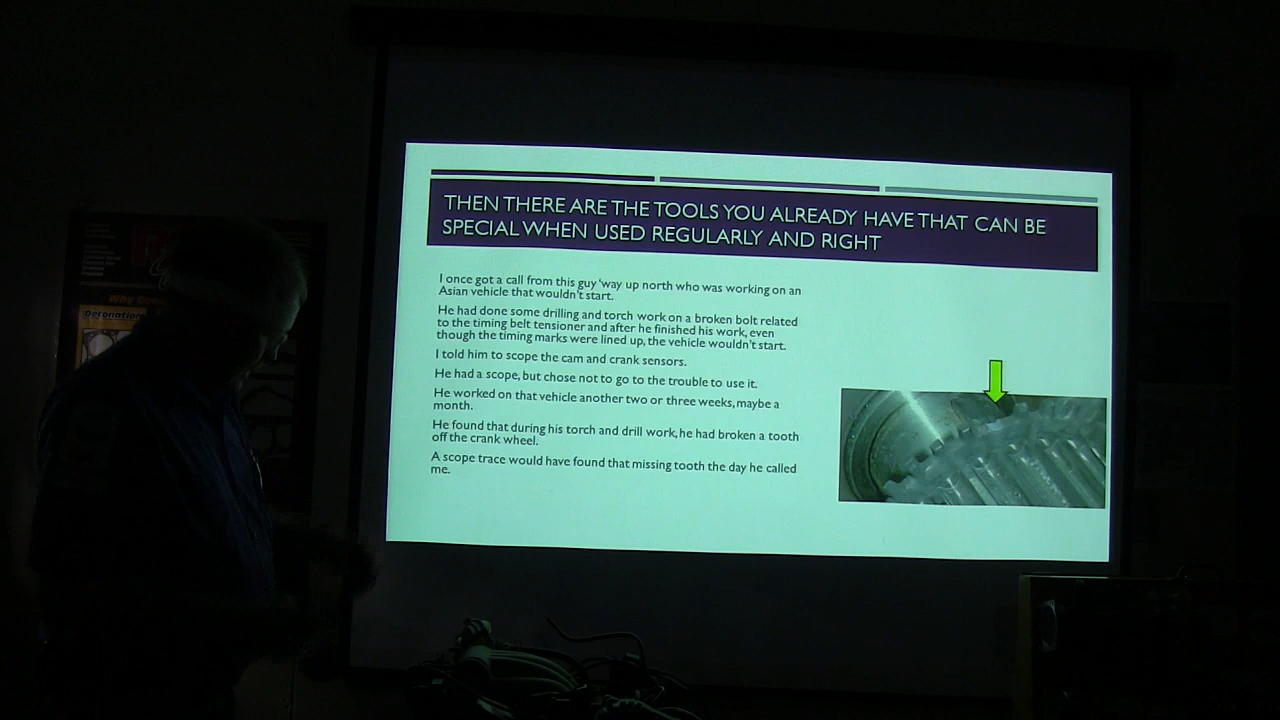 THEN THERE ARE THE TOOLS YOU ALREADY HAVE THAT CAN BE
SPECIAL WHEN USED REGULARLY AND RIGHT
I once got a call from this guy 'way up north who was working on an
Asian vehicle that wouldn't start.
He had done some drilling and torch work on a broken bolt related
to the timing belt tensioner and after he finished his work, even
though the timing marks were lined up, the vehicle wouldn't start.
I told him to scope the cam and crank sensors.
He had a scope, but chose not to go to the trouble to use it.
He worked on that vehicle another two or three weeks, maybe a
month.
He found that during his torch and drill work, he had broken a tooth
off the crank wheel.
A scope trace would have found that missing tooth the day he called
me.
Why
Detonation